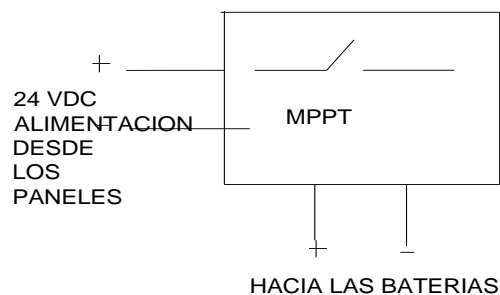 +
24 VDC
ALIMENTACION
DESDE
LOS
PANELES
MPPT
+ –
HACIA LAS BATERIAS